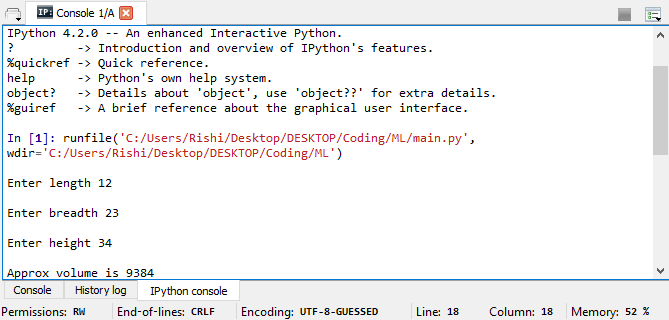 IP: Console 1/A
IPython 4.2.0 -- An enhanced Interactive Python.
?         -> Introduction and overview of IPython's features.
%quickref -> Quick reference.
help      -> Python's own help system.
object?   -> Details about 'object', use 'object??' for extra details.
%guiref   -> A brief reference about the graphical user interface.
In [1]: runfile('C:/Users/Rishi/Desktop/DESKTOP/Coding/ML/main.py',
wdir='C:/Users/Rishi/Desktop/DESKTOP/Coding/ML')
Enter length 12
Enter breadth 23
Enter height 34
Approx volume is 9384
Console History log IPython console
Permissions: RW End-of-lines: CRLF Encoding: UTF-8-GUESSED Line: 18 Column: 18 Memory: 52 %